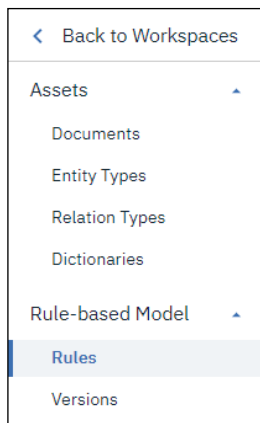 Back to Workspaces
Assets
Documents
Entity Types
Relation Types
Dictionaries
Rule-based Model
Rules
Versions